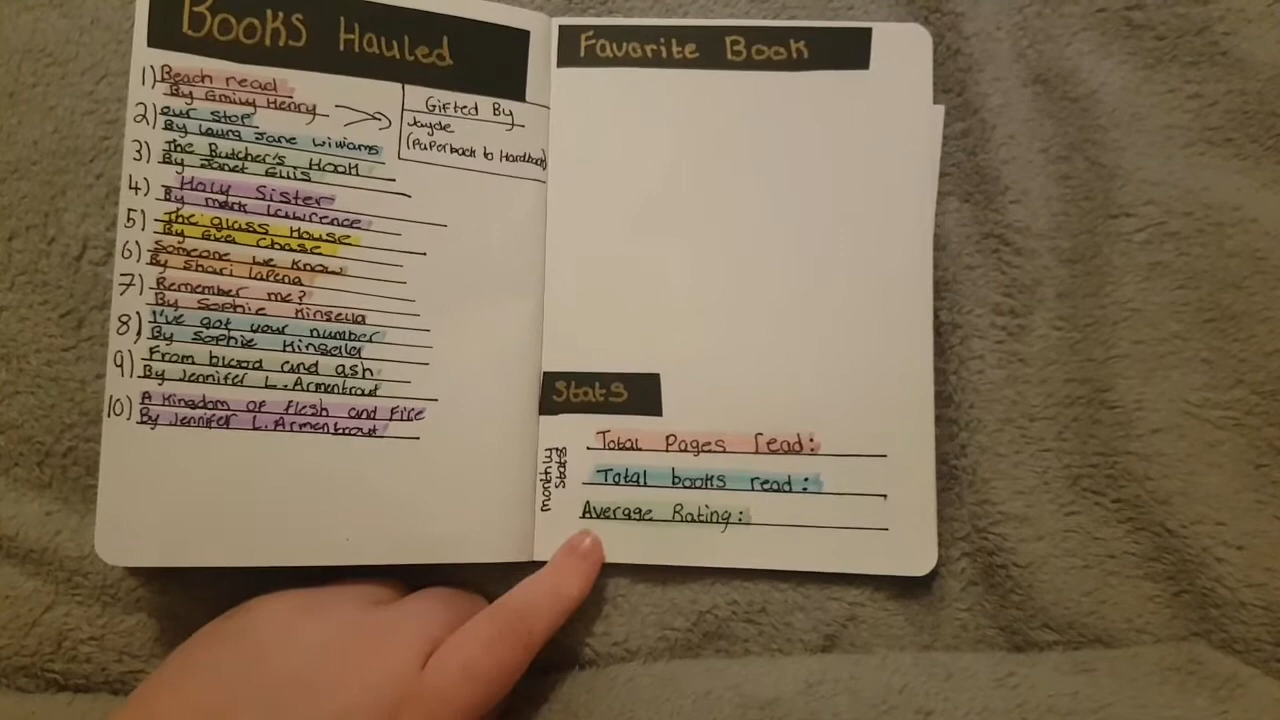 Books Hauled
1) Beach read
By Emily Henry
2) our stop
By Laura Jane Williams
3) The Butcher's Hook
By Janet Ellis
4) Holy Sister
By mark Lawrence
5) The glass House
By Eve Chase
6) Someone we know
By Shari lapena
7) Remember me?
By Sophie Kinsella
8) I've got your number
By Sophie Kinsella
9) From blood and ash
By Jennifer L. Armentrout
10) A Kingdom of flesh and Fire
By Jennifer L. Armentrout
Gifted By
Jayde
(Paperback to Hardback)
Favorite Book
Stats
Monthly
Stats
Total Pages read:
Total books read:
Average Rating: